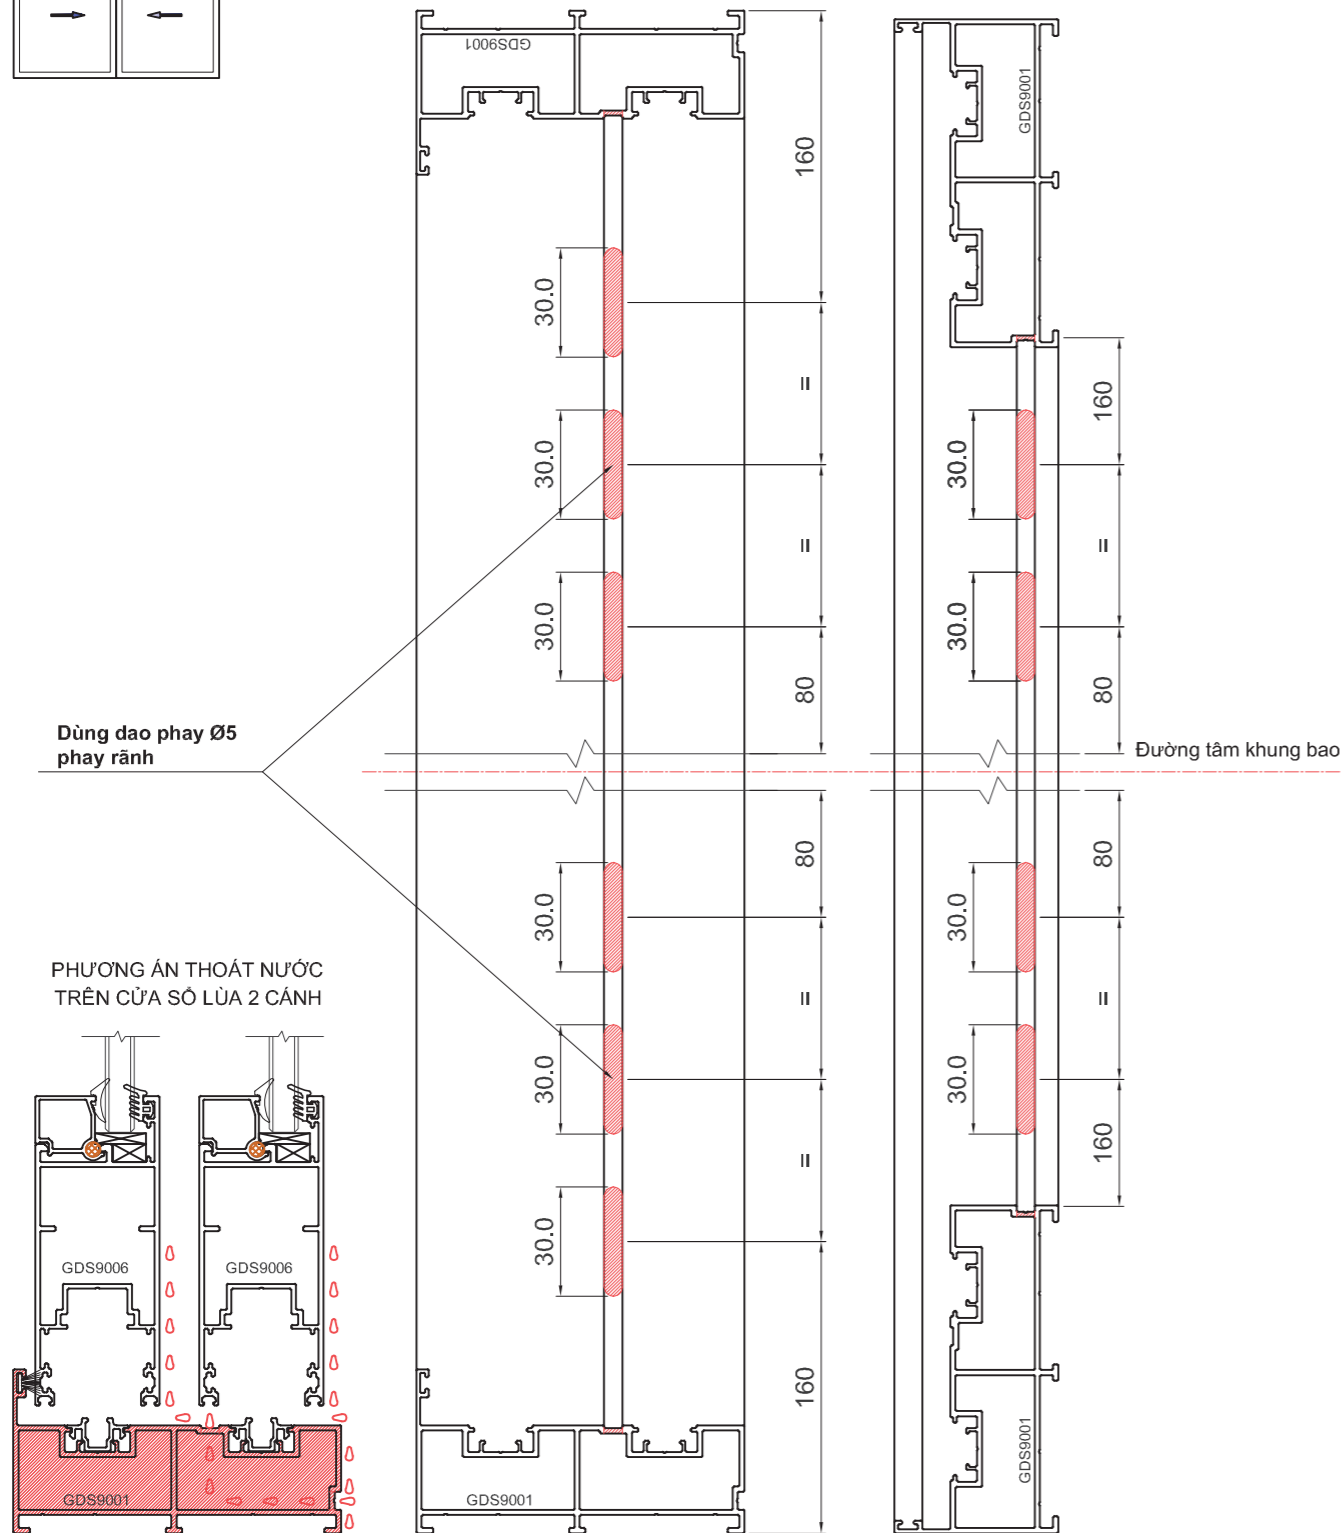 GDS9001
160
30.0
=
30.0
=
30.0
80
Dùng dao phay Ø5
phay rãnh
80
30.0
=
30.0
=
30.0
160
GDS9001
GDS9001
160
30.0
=
30.0
80
Đường tâm khung bao
80
30.0
=
30.0
160
GDS9001
PHƯƠNG ÁN THOÁT NƯỚC
TRÊN CỬA SỔ LÙA 2 CÁNH
GDS9006
GDS9006
GDS9001